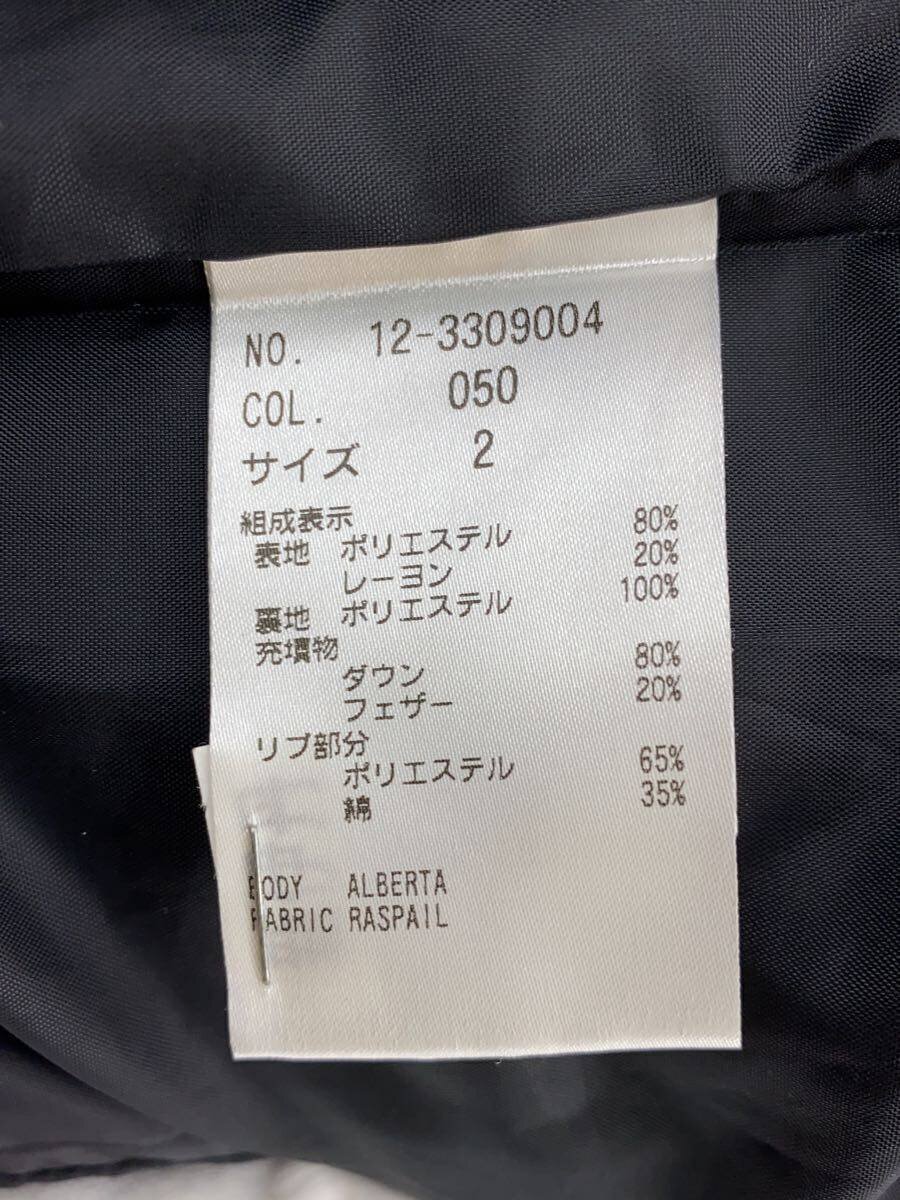 NO. 12-3309004
COL. 050
サイズ 2
組成表示
表地 ポリエステル 80%
レーヨン 20%
裏地 ポリエステル 100%
充填物
ダウン 80%
フェザー 20%
リブ部分
ポリエステル 65%
綿 35%
BODY ALBERTA
FABRIC RASPAIL